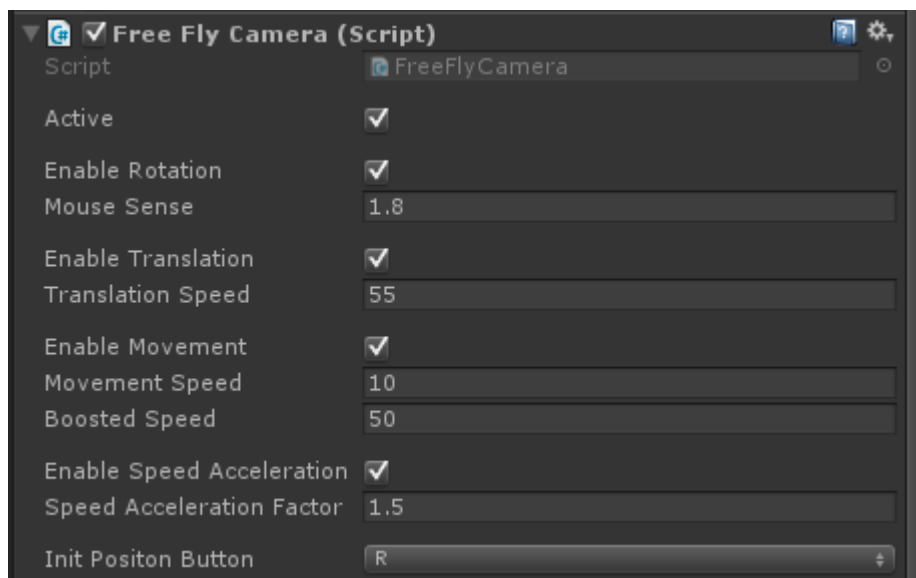 Free Fly Camera (Script)
Script FreeFlyCamera
Active
Enable Rotation
Mouse Sense 1.8
Enable Translation
Translation Speed 55
Enable Movement
Movement Speed 10
Boosted Speed 50
Enable Speed Acceleration
Speed Acceleration Factor 1.5
Init Positon Button R